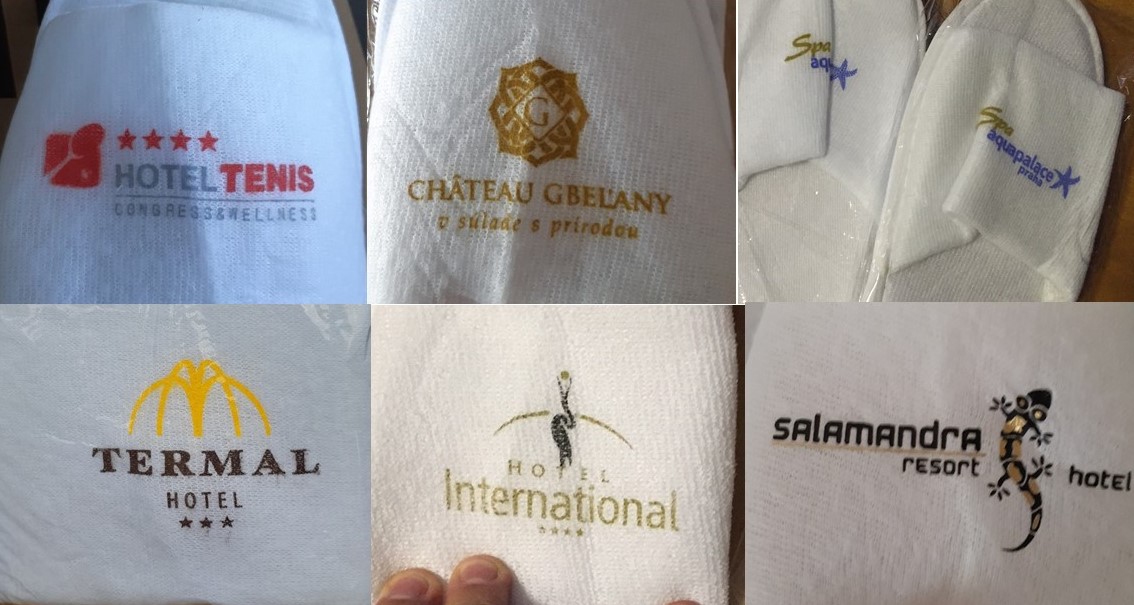 HOTEL TENIS
CONGRESS & WELLNESS
G
CHÂTEAU GBEĽANY
v súlade s prírodou
Spa
aqu
Spa
aquapalace
praha
TERMAL
HOTEL
HOTEL
International
salamandra
resort
hotel